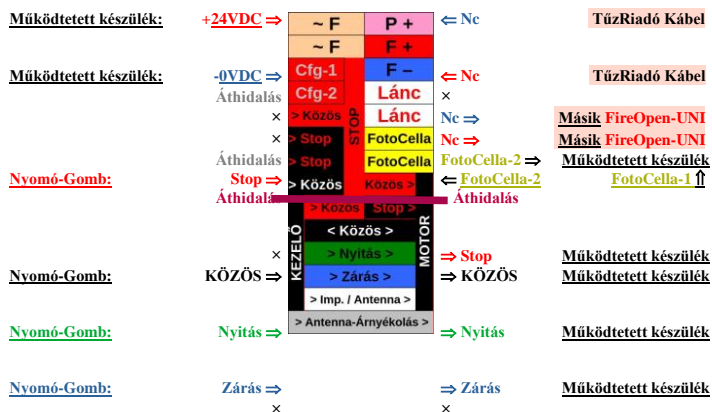 Működtetett készülék: +24VDC ⇒ ~ F P + ⇐ Nc TűzRiadó Kábel
~ F F +
Működtetett készülék: -0VDC ⇒ Cfg-1 F – ⇐ Nc TűzRiadó Kábel
Áthidalás Cfg-2 Lánc ×
× > Közös STOP Lánc Nc ⇒ Másik FireOpen-UNI
× > Stop FotoCella Nc ⇒ Másik FireOpen-UNI
Áthidalás > Stop FotoCella FotoCella-2 ⇒ Működtetett készülék
Nyomó-Gomb: Stop ⇒ > Közös Közös > ⇐ FotoCella-2 FotoCella-1 ⇑
Áthidalás Áthidalás
> Közös Stop >
KEZELŐ < Közös > MOTOR
× > Nyitás > ⇒ Stop Működtetett készülék
Nyomó-Gomb: KÖZÖS ⇒ > Zárás > ⇒ KÖZÖS Működtetett készülék
> Imp. / Antenna >
> Antenna-Árnyékolás >
Nyomó-Gomb: Nyitás ⇒ ⇒ Nyitás Működtetett készülék
Nyomó-Gomb: Zárás ⇒ ⇒ Zárás Működtetett készülék
× ×